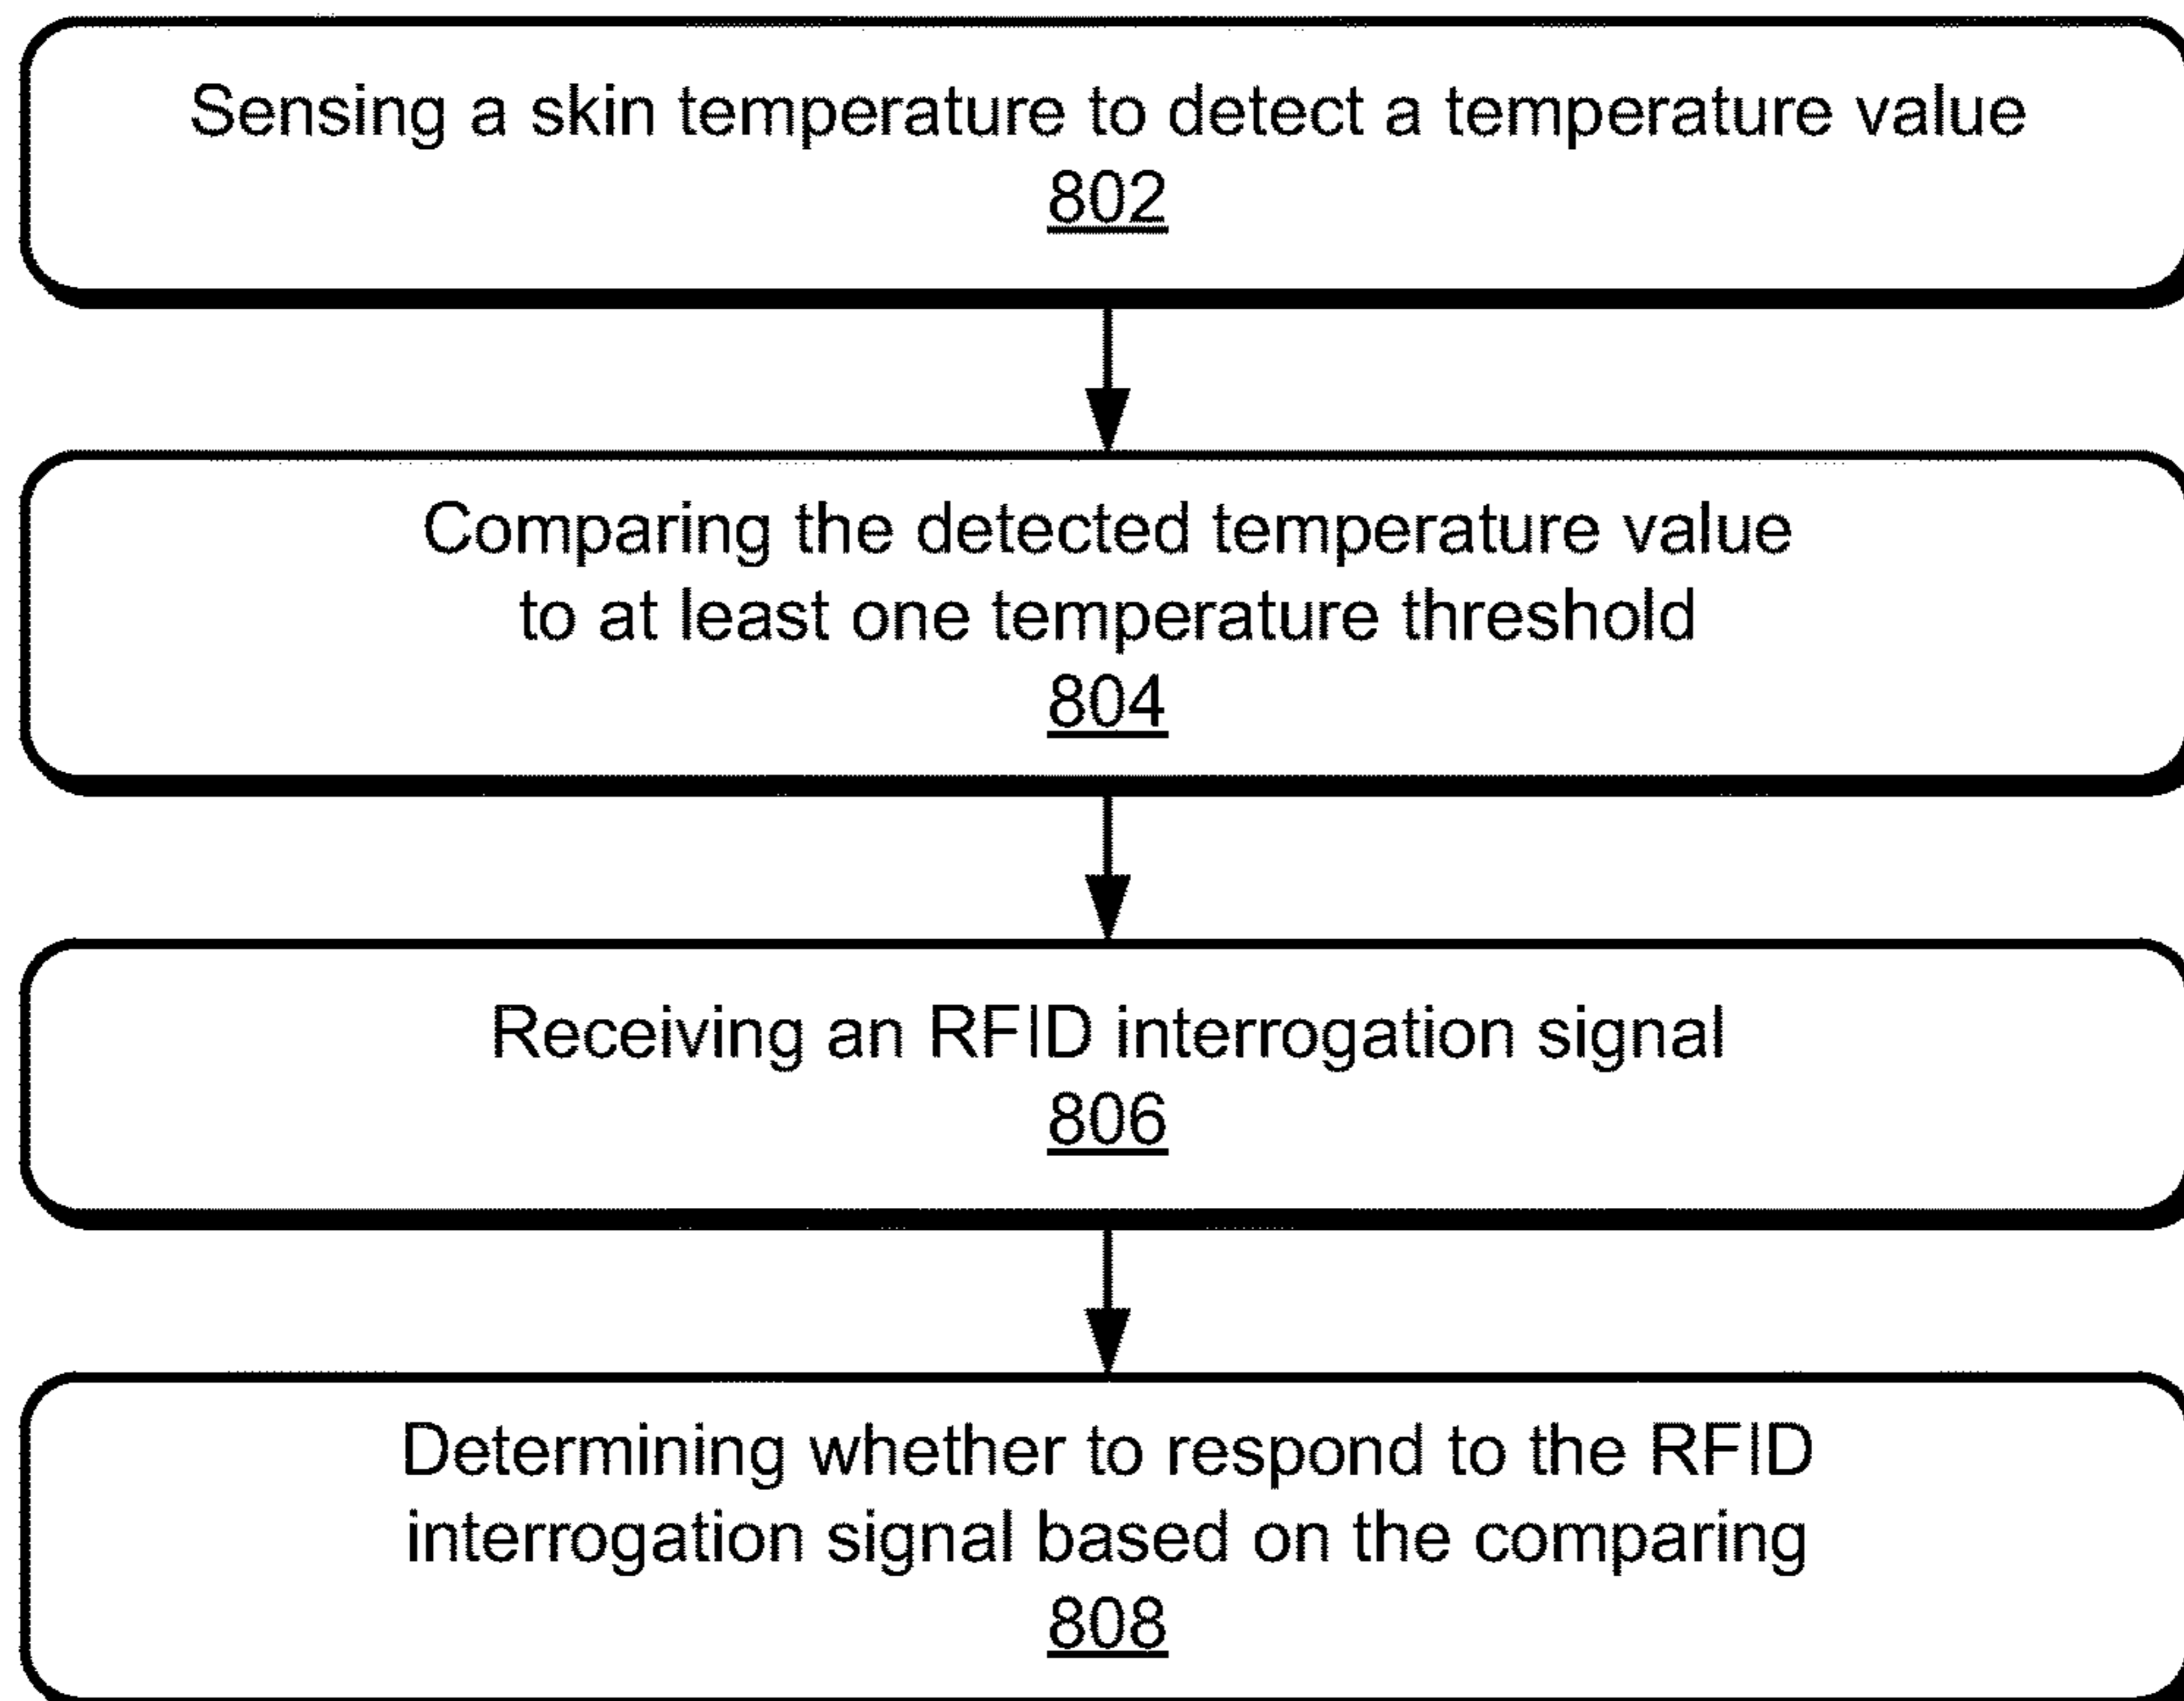 Sensing a skin temperature to detect a temperature value
802
Comparing the detected temperature value
to at least one temperature threshold
804
Receiving an RFID interrogation signal
806
Determining whether to respond to the RFID
interrogation signal based on the comparing
808